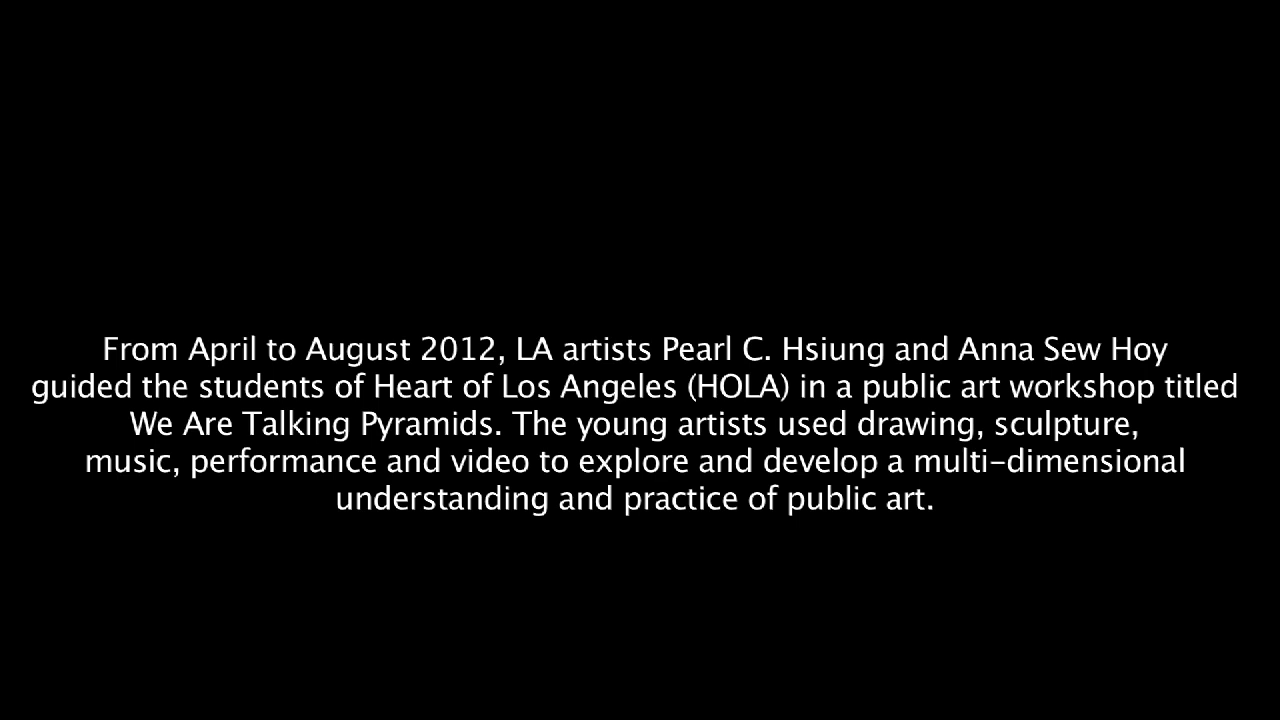 From April to August 2012, LA artists Pearl C. Hsiung and Anna Sew Hoy
guided the students of Heart of Los Angeles (HOLA) in a public art workshop titled
We Are Talking Pyramids. The young artists used drawing, sculpture,
music, performance and video to explore and develop a multi-dimensional
understanding and practice of public art.